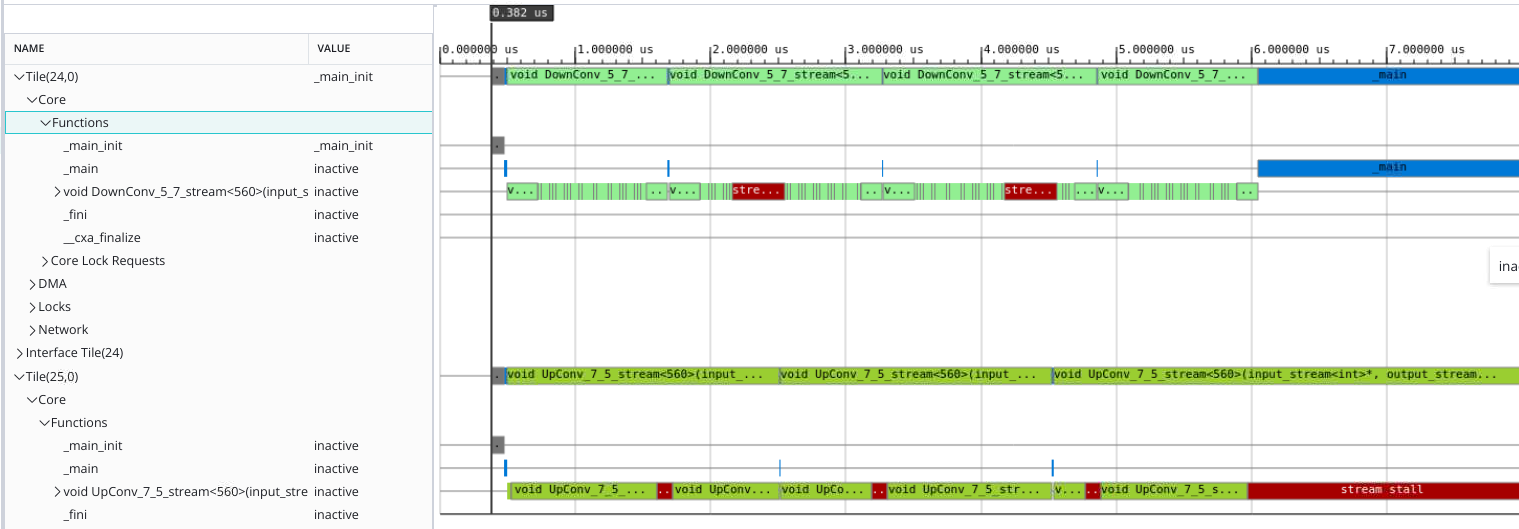 0.382 us
NAME VALUE
0.000000 us 1.000000 us 2.000000 us 3.000000 us 4.000000 us 5.000000 us 6.000000 us 7.000000 us
Tile(24,0) _main_init . void DownConv_5_7_... void DownConv_5_7_stream<5... void DownConv_5_7_stream<5... void DownConv_5_7_... _main
Core
Functions
_main_init _main_init .
_main inactive _main
void DownConv_5_7_stream<560>(input_s inactive v... .. v... stre... .. v... stre... ... v... ..
_fini inactive
__cxa_finalize inactive
Core Lock Requests
ina
DMA
Locks
Network
Interface Tile(24)
Tile(25,0) . void UpConv_7_5_stream<560>(input_... void UpConv_7_5_stream<560>(input_... void UpConv_7_5_stream<560>(input_stream<int>*, output_stream...
Core
Functions
_main_init inactive .
_main inactive
void UpConv_7_5_stream<560>(input_stre inactive void UpConv_7_5_... .. void UpConv... void UpCo... .. void UpConv_7_5_str... v... .. void UpConv_7_5_s... stream stall
_fini inactive